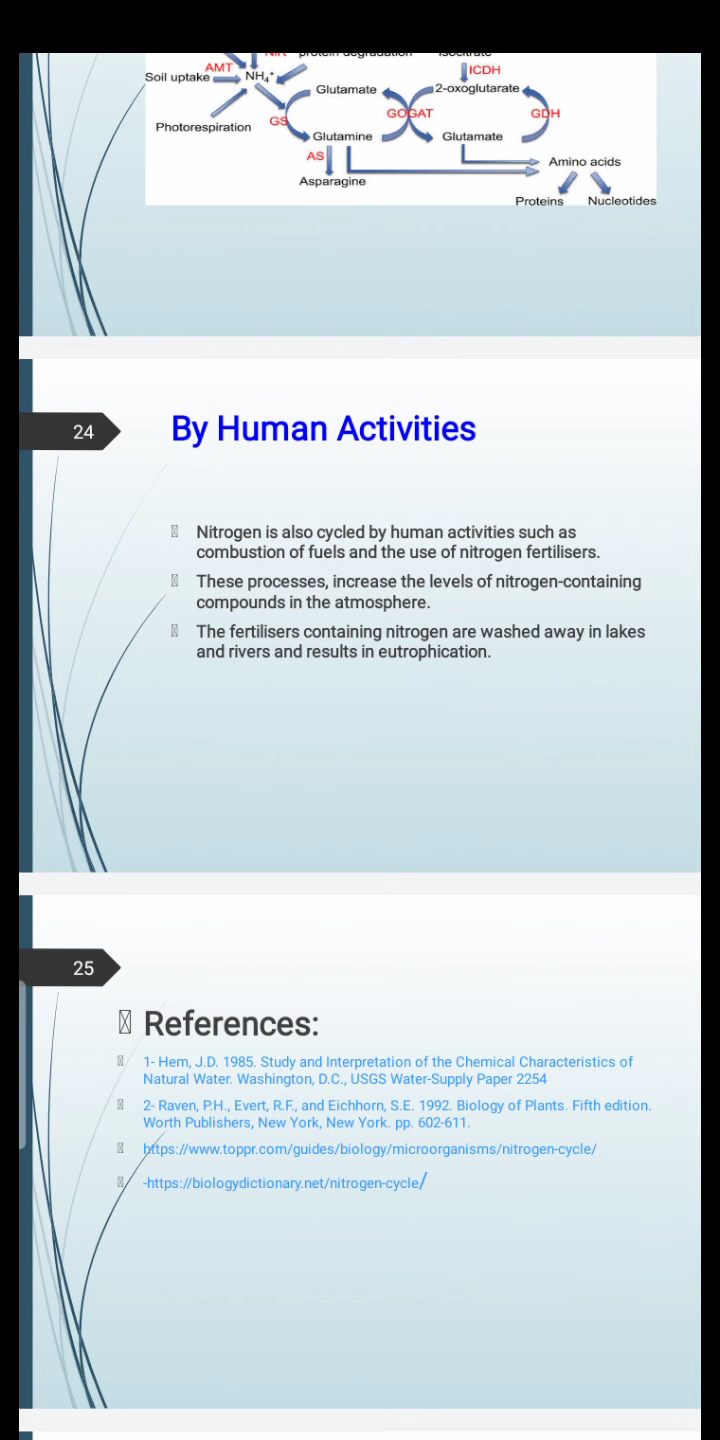 AMT
Soil uptake
NH₄⁺
Photorespiration
GS
Glutamate
Glutamine
AS
Asparagine
GOGAT
ICDH
2-oxoglutarate
Glutamate
GDH
Amino acids
Proteins Nucleotides
24
By Human Activities
Nitrogen is also cycled by human activities such as
combustion of fuels and the use of nitrogen fertilisers.
These processes, increase the levels of nitrogen-containing
compounds in the atmosphere.
The fertilisers containing nitrogen are washed away in lakes
and rivers and results in eutrophication.
25
References:
1- Hem, J.D. 1985. Study and Interpretation of the Chemical Characteristics of
Natural Water. Washington, D.C., USGS Water-Supply Paper 2254
2- Raven, P.H., Evert, R.F., and Eichhorn, S.E. 1992. Biology of Plants. Fifth edition.
Worth Publishers, New York, New York. pp. 602-611.
https://www.toppr.com/guides/biology/microorganisms/nitrogen-cycle/
-https://biologydictionary.net/nitrogen-cycle/